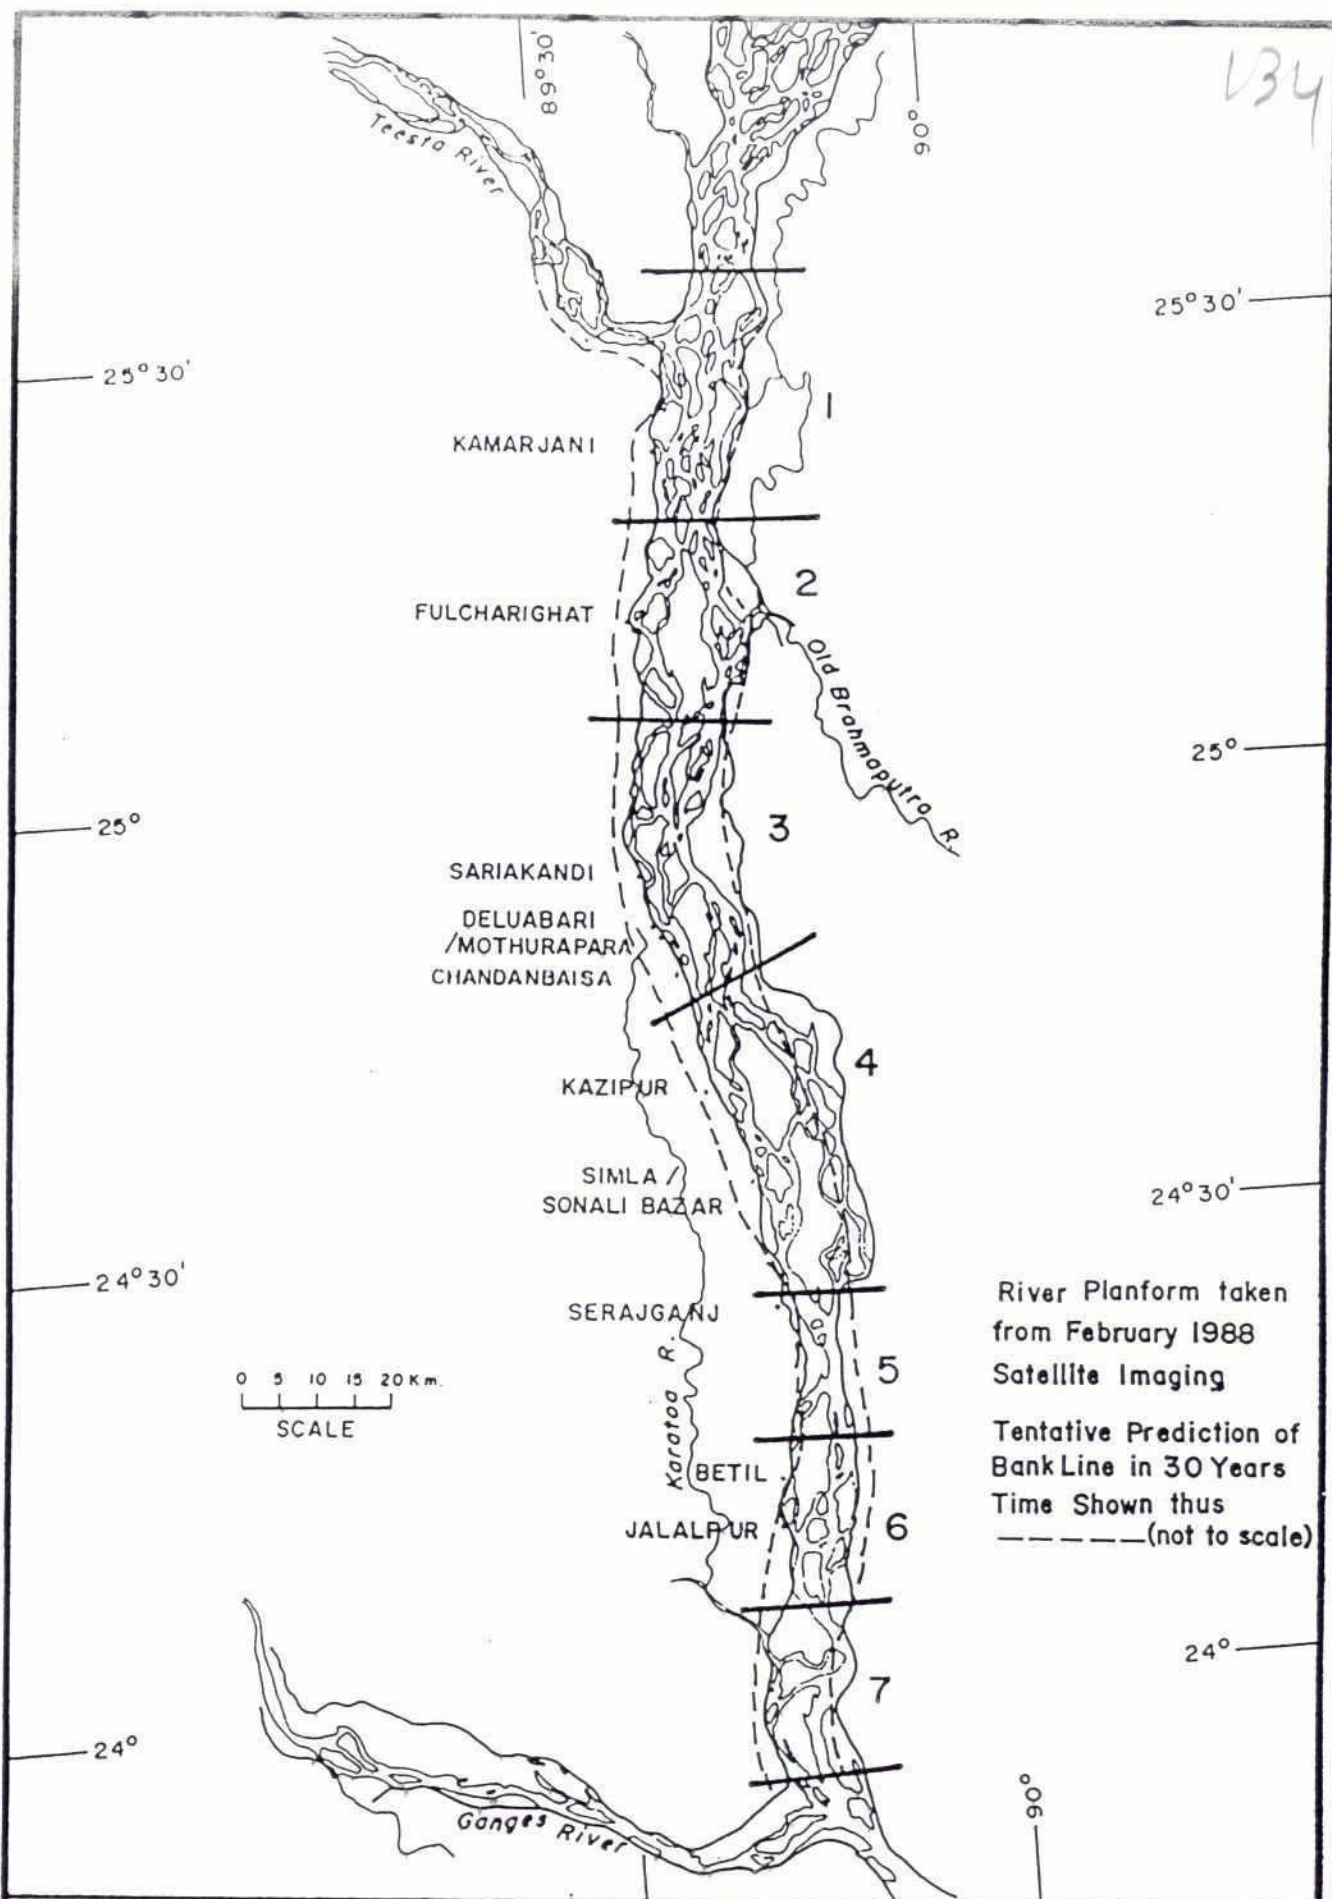 89°30'
90°
134
Teesta River
25°30'
25°30'
1
KAMARJANI
2
FULCHARIGHAT
Old Brahmaputra R.
25°
25°
3
SARIAKANDI
DELUABARI
/MOTHURAPARA
CHANDANBAISA
4
KAZIPUR
SIMLA /
SONALI BAZAR
24°30'
24°30'
SERAJGANJ
River Planform taken
from February 1988
Satellite Imaging
5
0 5 10 15 20 Km.
SCALE
Karatoa R.
Tentative Prediction of
Bank Line in 30 Years
Time Shown thus
(not to scale)
BETIL
JALALPUR
6
24°
7
24°
90°
Ganges River